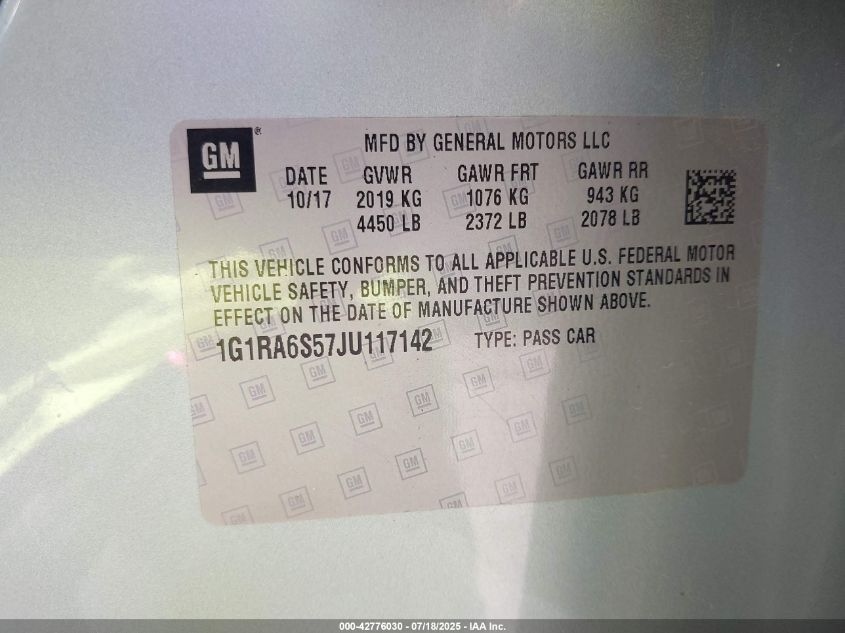 GM ®
MFD BY GENERAL MOTORS LLC
DATE GVWR GAWR FRT GAWR RR
10/17 2019 KG 1076 KG 943 KG
4450 LB 2372 LB 2078 LB
THIS VEHICLE CONFORMS TO ALL APPLICABLE U.S. FEDERAL MOTOR
VEHICLE SAFETY, BUMPER, AND THEFT PREVENTION STANDARDS IN
EFFECT ON THE DATE OF MANUFACTURE SHOWN ABOVE.
1G1RA6S57JU117142 TYPE: PASS CAR
000-42776030 - 07/18/2025 - IAA Inc.